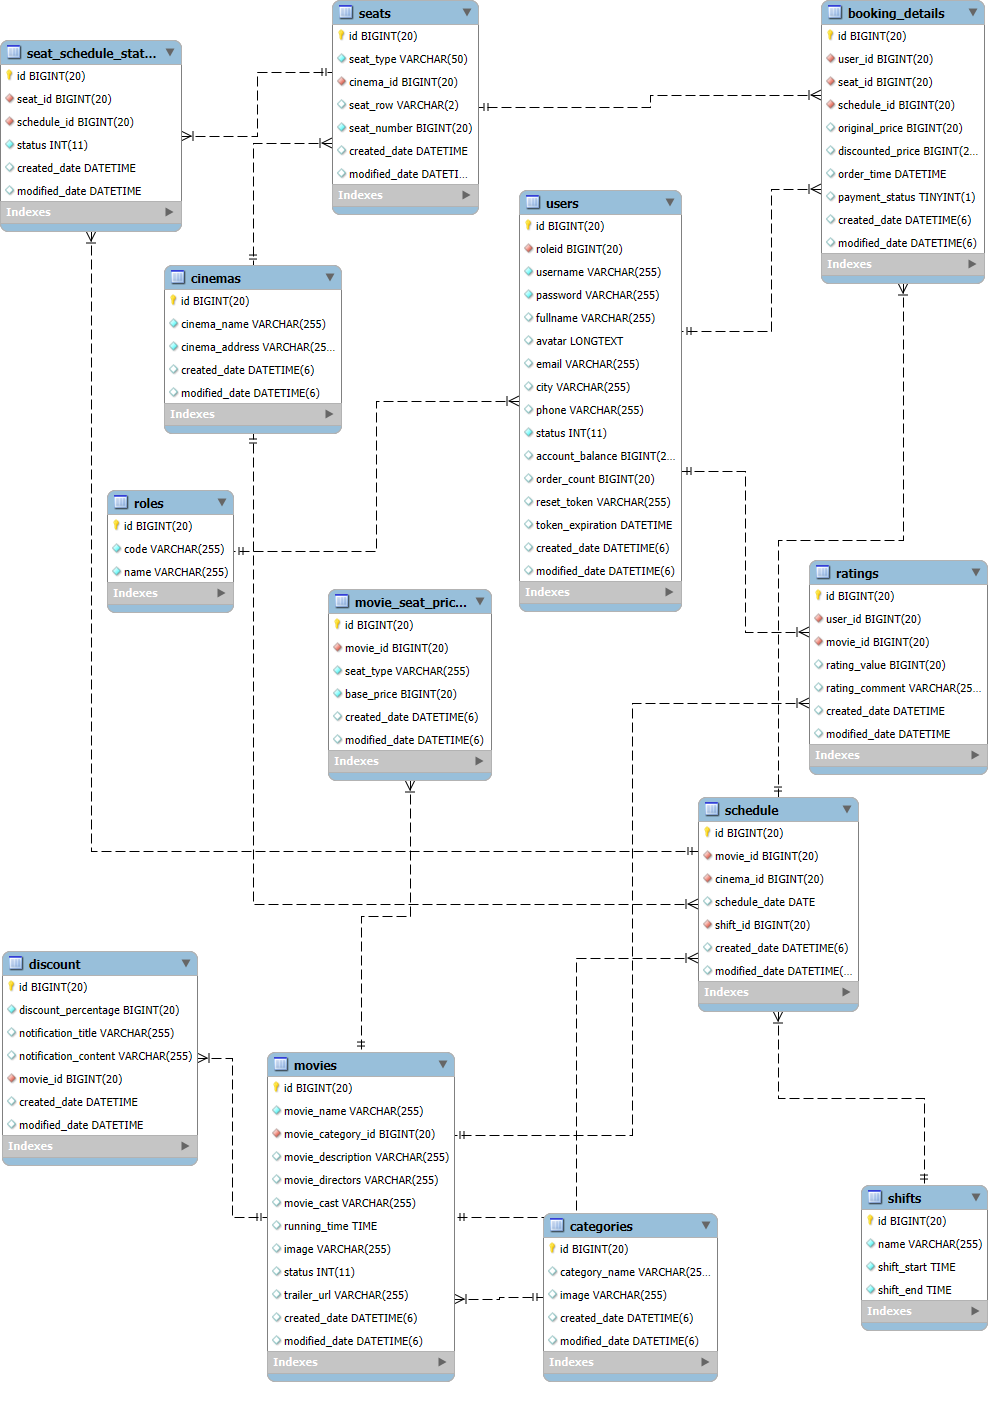 seats
id BIGINT(20)
seat_type VARCHAR(50)
cinema_id BIGINT(20)
seat_row VARCHAR(2)
seat_number BIGINT(20)
created_date DATETIME
modified_date DATETI...
Indexes
booking_details
id BIGINT(20)
user_id BIGINT(20)
seat_id BIGINT(20)
schedule_id BIGINT(20)
original_price BIGINT(20)
discounted_price BIGINT(2...
order_time DATETIME
payment_status TINYINT(1)
created_date DATETIME(6)
modified_date DATETIME(6)
Indexes
seat_schedule_stat...
id BIGINT(20)
seat_id BIGINT(20)
schedule_id BIGINT(20)
status INT(11)
created_date DATETIME
modified_date DATETIME
Indexes
users
id BIGINT(20)
roleid BIGINT(20)
username VARCHAR(255)
password VARCHAR(255)
fullname VARCHAR(255)
avatar LONGTEXT
email VARCHAR(255)
city VARCHAR(255)
phone VARCHAR(255)
status INT(11)
account_balance BIGINT(2...
order_count BIGINT(20)
reset_token VARCHAR(255)
token_expiration DATETIME
created_date DATETIME(6)
modified_date DATETIME(6)
Indexes
cinemas
id BIGINT(20)
cinema_name VARCHAR(255)
cinema_address VARCHAR(25...
created_date DATETIME(6)
modified_date DATETIME(6)
Indexes
roles
id BIGINT(20)
code VARCHAR(255)
name VARCHAR(255)
Indexes
movie_seat_pric...
id BIGINT(20)
movie_id BIGINT(20)
seat_type VARCHAR(255)
base_price BIGINT(20)
created_date DATETIME(6)
modified_date DATETIME(6)
Indexes
ratings
id BIGINT(20)
user_id BIGINT(20)
movie_id BIGINT(20)
rating_value BIGINT(20)
rating_comment VARCHAR(25...
created_date DATETIME
modified_date DATETIME
Indexes
schedule
id BIGINT(20)
movie_id BIGINT(20)
cinema_id BIGINT(20)
schedule_date DATE
shift_id BIGINT(20)
created_date DATETIME(6)
modified_date DATETIME(...
Indexes
discount
id BIGINT(20)
discount_percentage BIGINT(20)
notification_title VARCHAR(255)
notification_content VARCHAR(255)
movie_id BIGINT(20)
created_date DATETIME
modified_date DATETIME
Indexes
movies
id BIGINT(20)
movie_name VARCHAR(255)
movie_category_id BIGINT(20)
movie_description VARCHAR(255)
movie_directors VARCHAR(255)
movie_cast VARCHAR(255)
running_time TIME
image VARCHAR(255)
status INT(11)
trailer_url VARCHAR(255)
created_date DATETIME(6)
modified_date DATETIME(6)
Indexes
categories
id BIGINT(20)
category_name VARCHAR(25...
image VARCHAR(255)
created_date DATETIME(6)
modified_date DATETIME(6)
Indexes
shifts
id BIGINT(20)
name VARCHAR(255)
shift_start TIME
shift_end TIME
Indexes